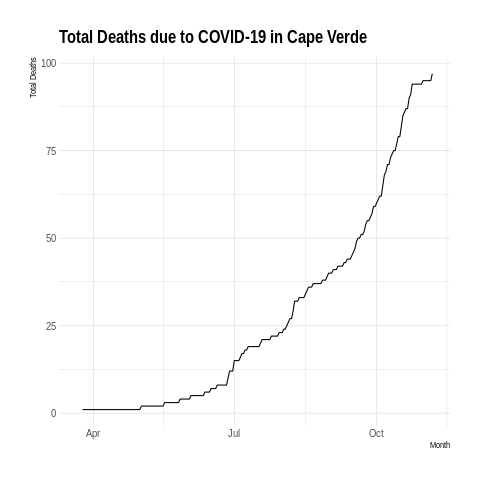 Total Deaths due to COVID-19 in Cape Verde
Total Deaths
100
75
50
25
0
Apr
Jul
Oct
Month